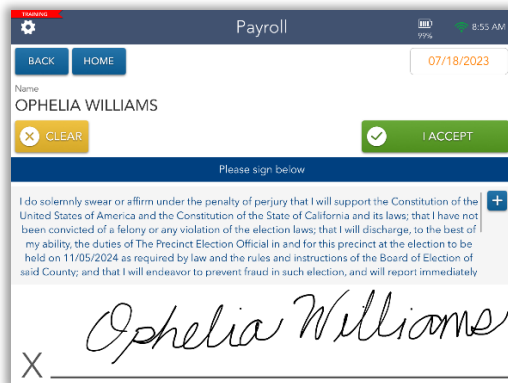 TRAINING
Payroll
99%
8:55 AM
BACK
HOME
07/18/2023
Name
OPHELIA WILLIAMS
CLEAR
I ACCEPT
Please sign below
I do solemnly swear or affirm under the penalty of perjury that I will support the Constitution of the
United States of America and the Constitution of the State of California and its laws; that I have not
been convicted of a felony or any violation of the election laws; that I will discharge, to the best of
my ability, the duties of The Precinct Election Official in and for this precinct at the election to be
held on 11/05/2024 as required by law and the rules and instructions of the Board of Election of
said County; and that I will endeavor to prevent fraud in such election, and will report immediately
Ophelia Williams
X